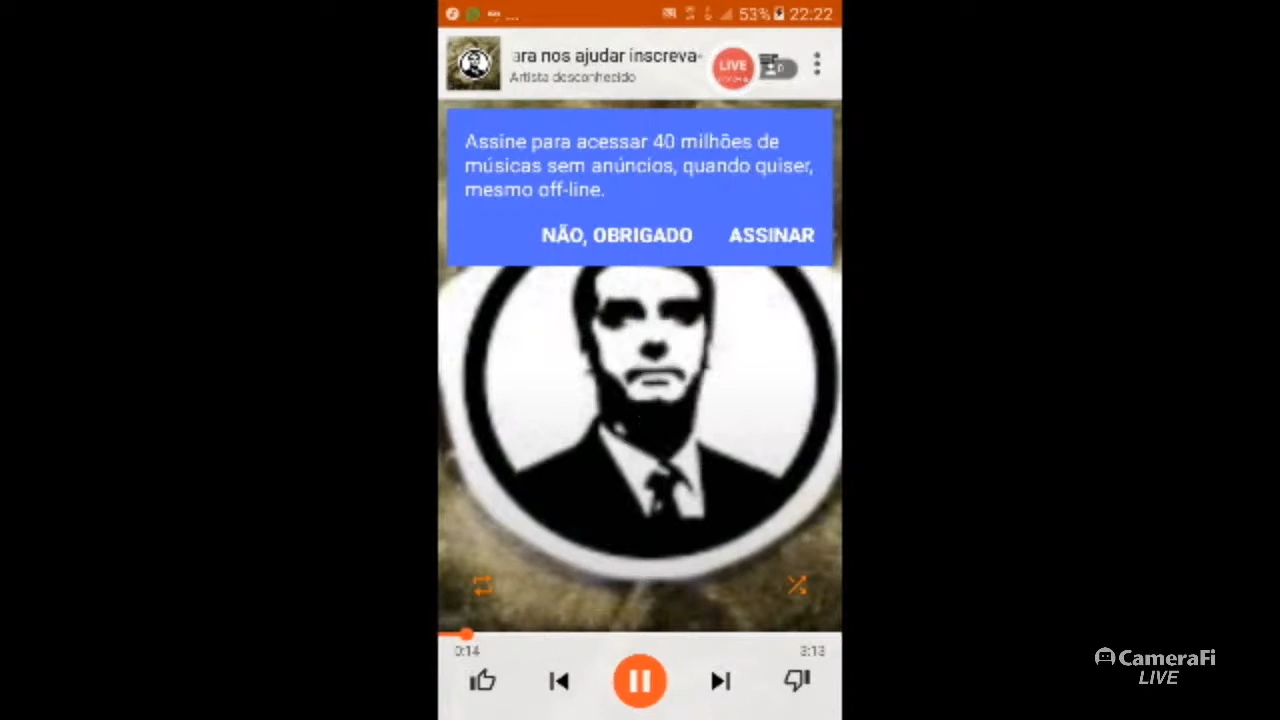 53% 22:22
ara nos ajudar inscreva-
Artista desconhecido
LIVE
0
Assine para acessar 40 milhões de
músicas sem anúncios, quando quiser,
mesmo off-line.
NÃO, OBRIGADO ASSINAR
0:14
3:13
CameraFi
LIVE